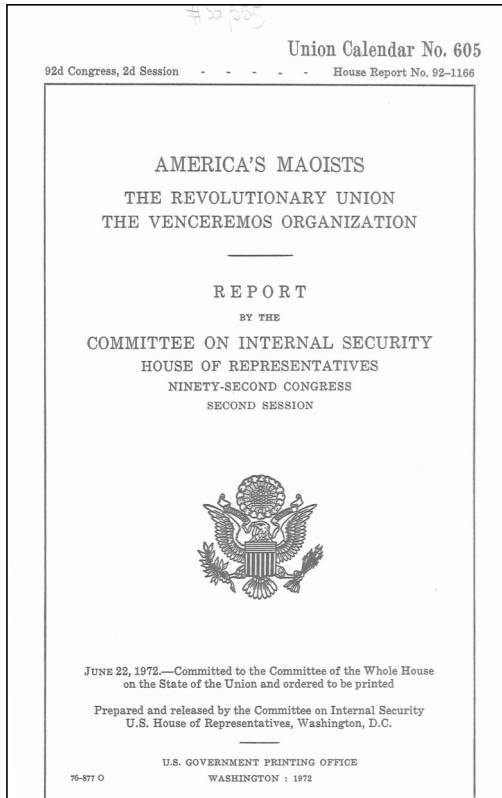 #22,555
Union Calendar No. 605
92d Congress, 2d Session - - - - - House Report No. 92–1166
AMERICA'S MAOISTS
THE REVOLUTIONARY UNION
THE VENCEREMOS ORGANIZATION
REPORT
BY THE
COMMITTEE ON INTERNAL SECURITY
HOUSE OF REPRESENTATIVES
NINETY-SECOND CONGRESS
SECOND SESSION
JUNE 22, 1972.—Committed to the Committee of the Whole House
on the State of the Union and ordered to be printed
Prepared and released by the Committee on Internal Security
U.S. House of Representatives, Washington, D.C.
U.S. GOVERNMENT PRINTING OFFICE
76-877 O WASHINGTON : 1972